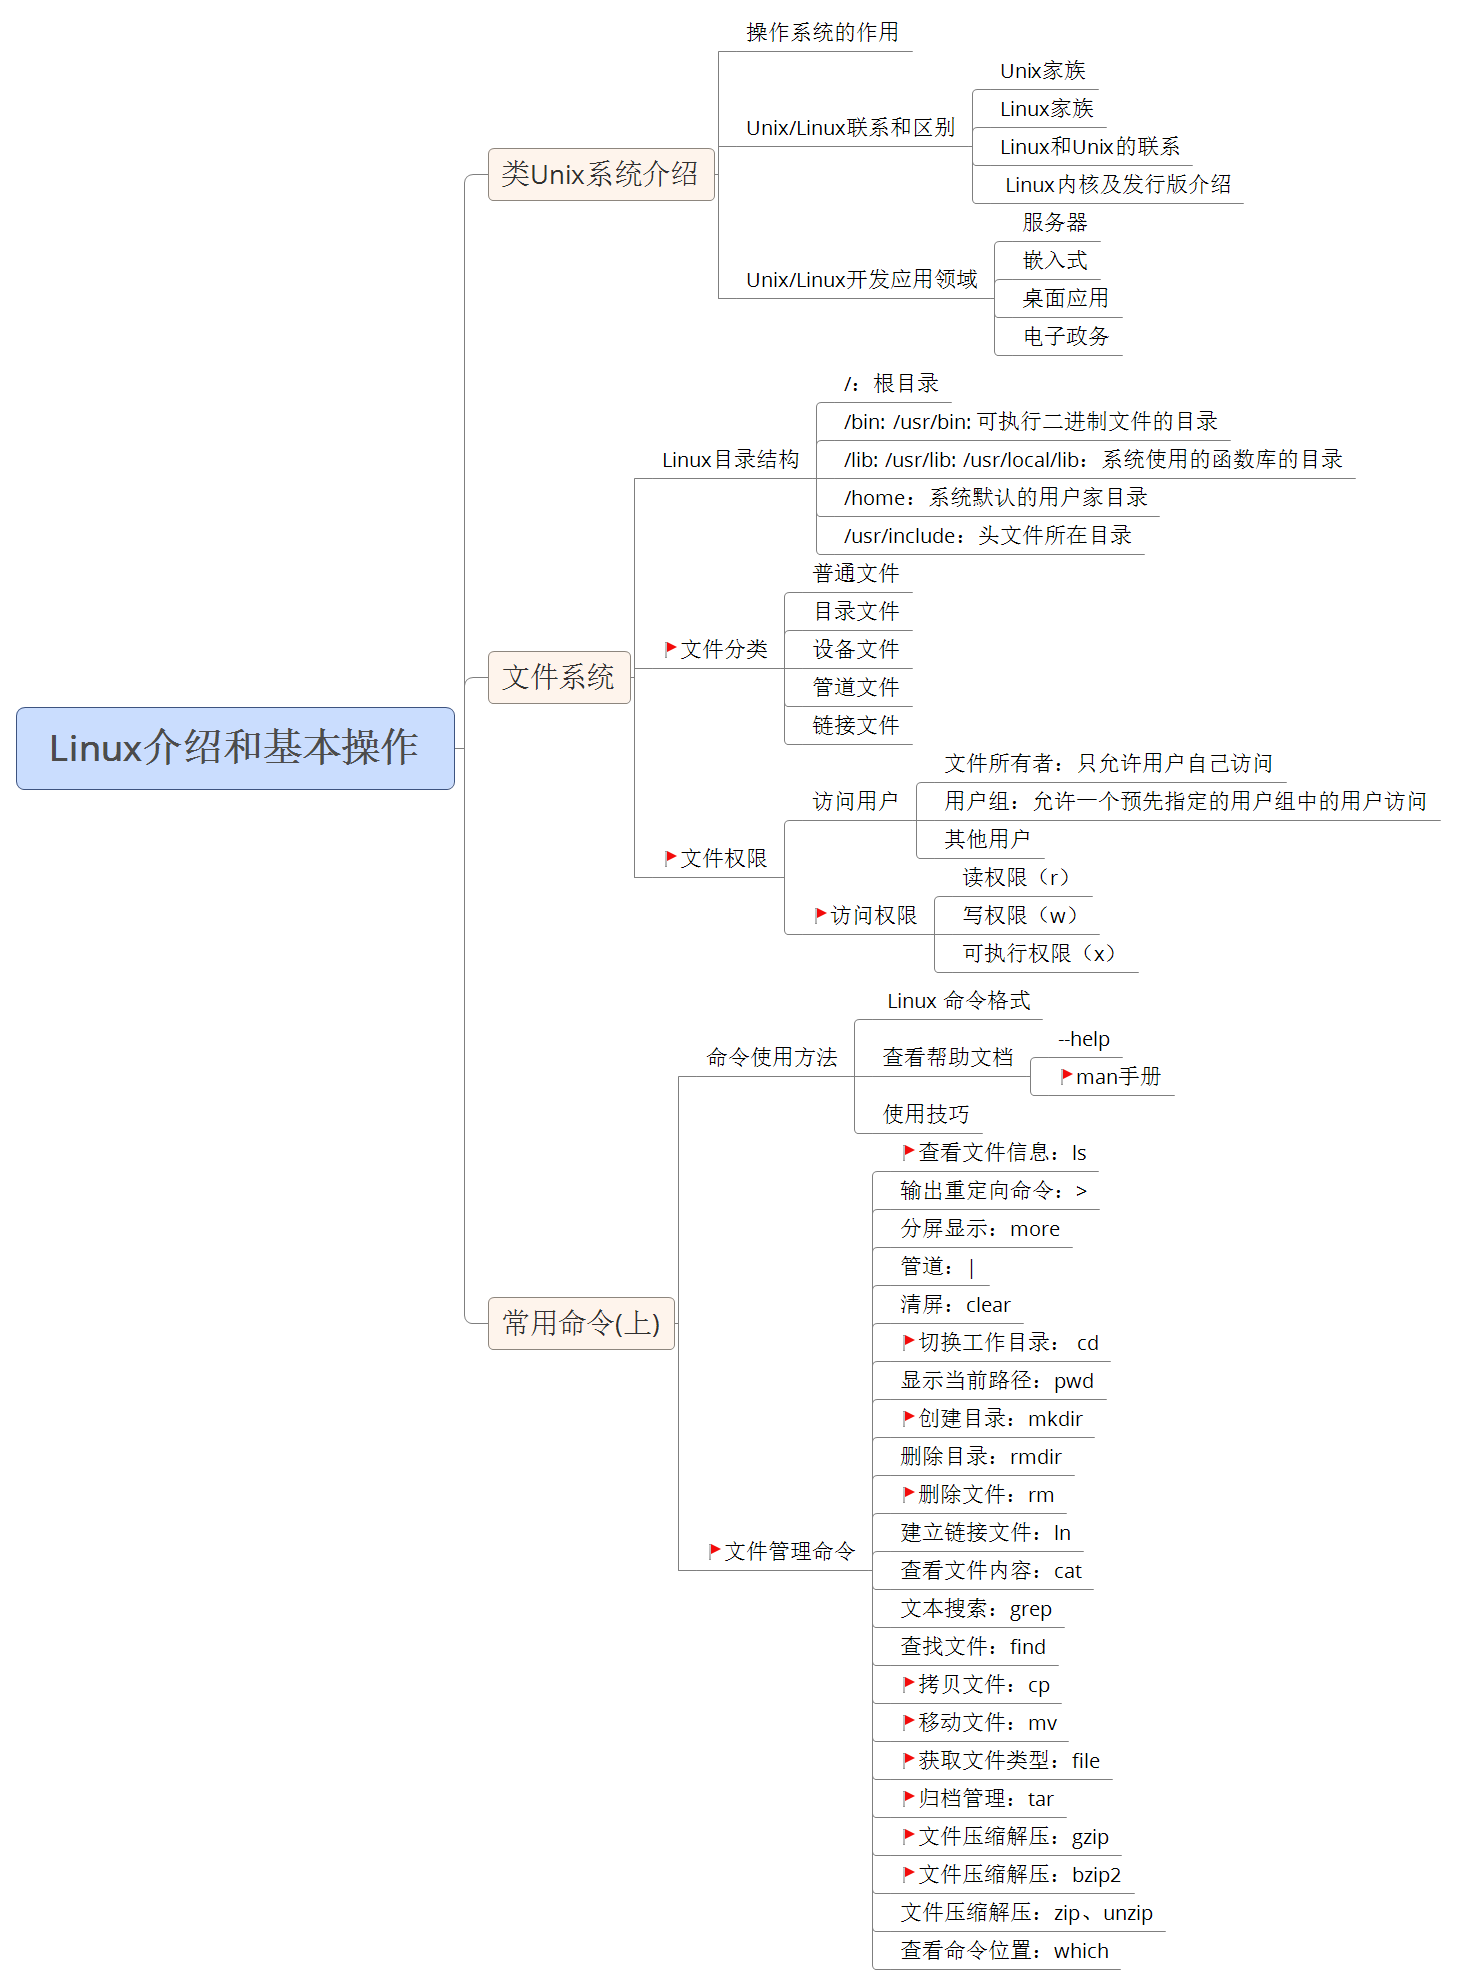 Linux介绍和基本操作
类Unix系统介绍
操作系统的作用
Unix/Linux联系和区别
Unix家族
Linux家族
Linux和Unix的联系
Linux内核及发行版介绍
Unix/Linux开发应用领域
服务器
嵌入式
桌面应用
电子政务
文件系统
Linux目录结构
/：根目录
/bin: /usr/bin: 可执行二进制文件的目录
/lib: /usr/lib: /usr/local/lib：系统使用的函数库的目录
/home：系统默认的用户家目录
/usr/include：头文件所在目录
文件分类
普通文件
目录文件
设备文件
管道文件
链接文件
文件权限
访问用户
文件所有者：只允许用户自己访问
用户组：允许一个预先指定的用户组中的用户访问
其他用户
访问权限
读权限（r）
写权限（w）
可执行权限（x）
常用命令(上)
命令使用方法
Linux 命令格式
查看帮助文档
--help
man手册
使用技巧
文件管理命令
查看文件信息：ls
输出重定向命令：>
分屏显示：more
管道：|
清屏：clear
切换工作目录： cd
显示当前路径：pwd
创建目录：mkdir
删除目录：rmdir
删除文件：rm
建立链接文件：ln
查看文件内容：cat
文本搜索：grep
查找文件：find
拷贝文件：cp
移动文件：mv
获取文件类型：file
归档管理：tar
文件压缩解压：gzip
文件压缩解压：bzip2
文件压缩解压：zip、unzip
查看命令位置：which